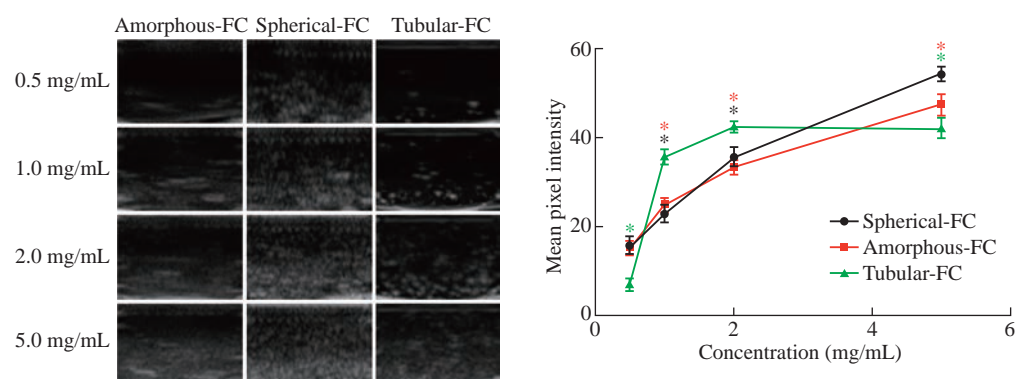 Amorphous-FC Spherical-FC Tubular-FC
0.5 mg/mL
1.0 mg/mL
2.0 mg/mL
5.0 mg/mL
Mean pixel intensity
60
40
20
0
* *
* *
* *
*
Spherical-FC
Amorphous-FC
Tubular-FC
0 2 4 6
Concentration (mg/mL)